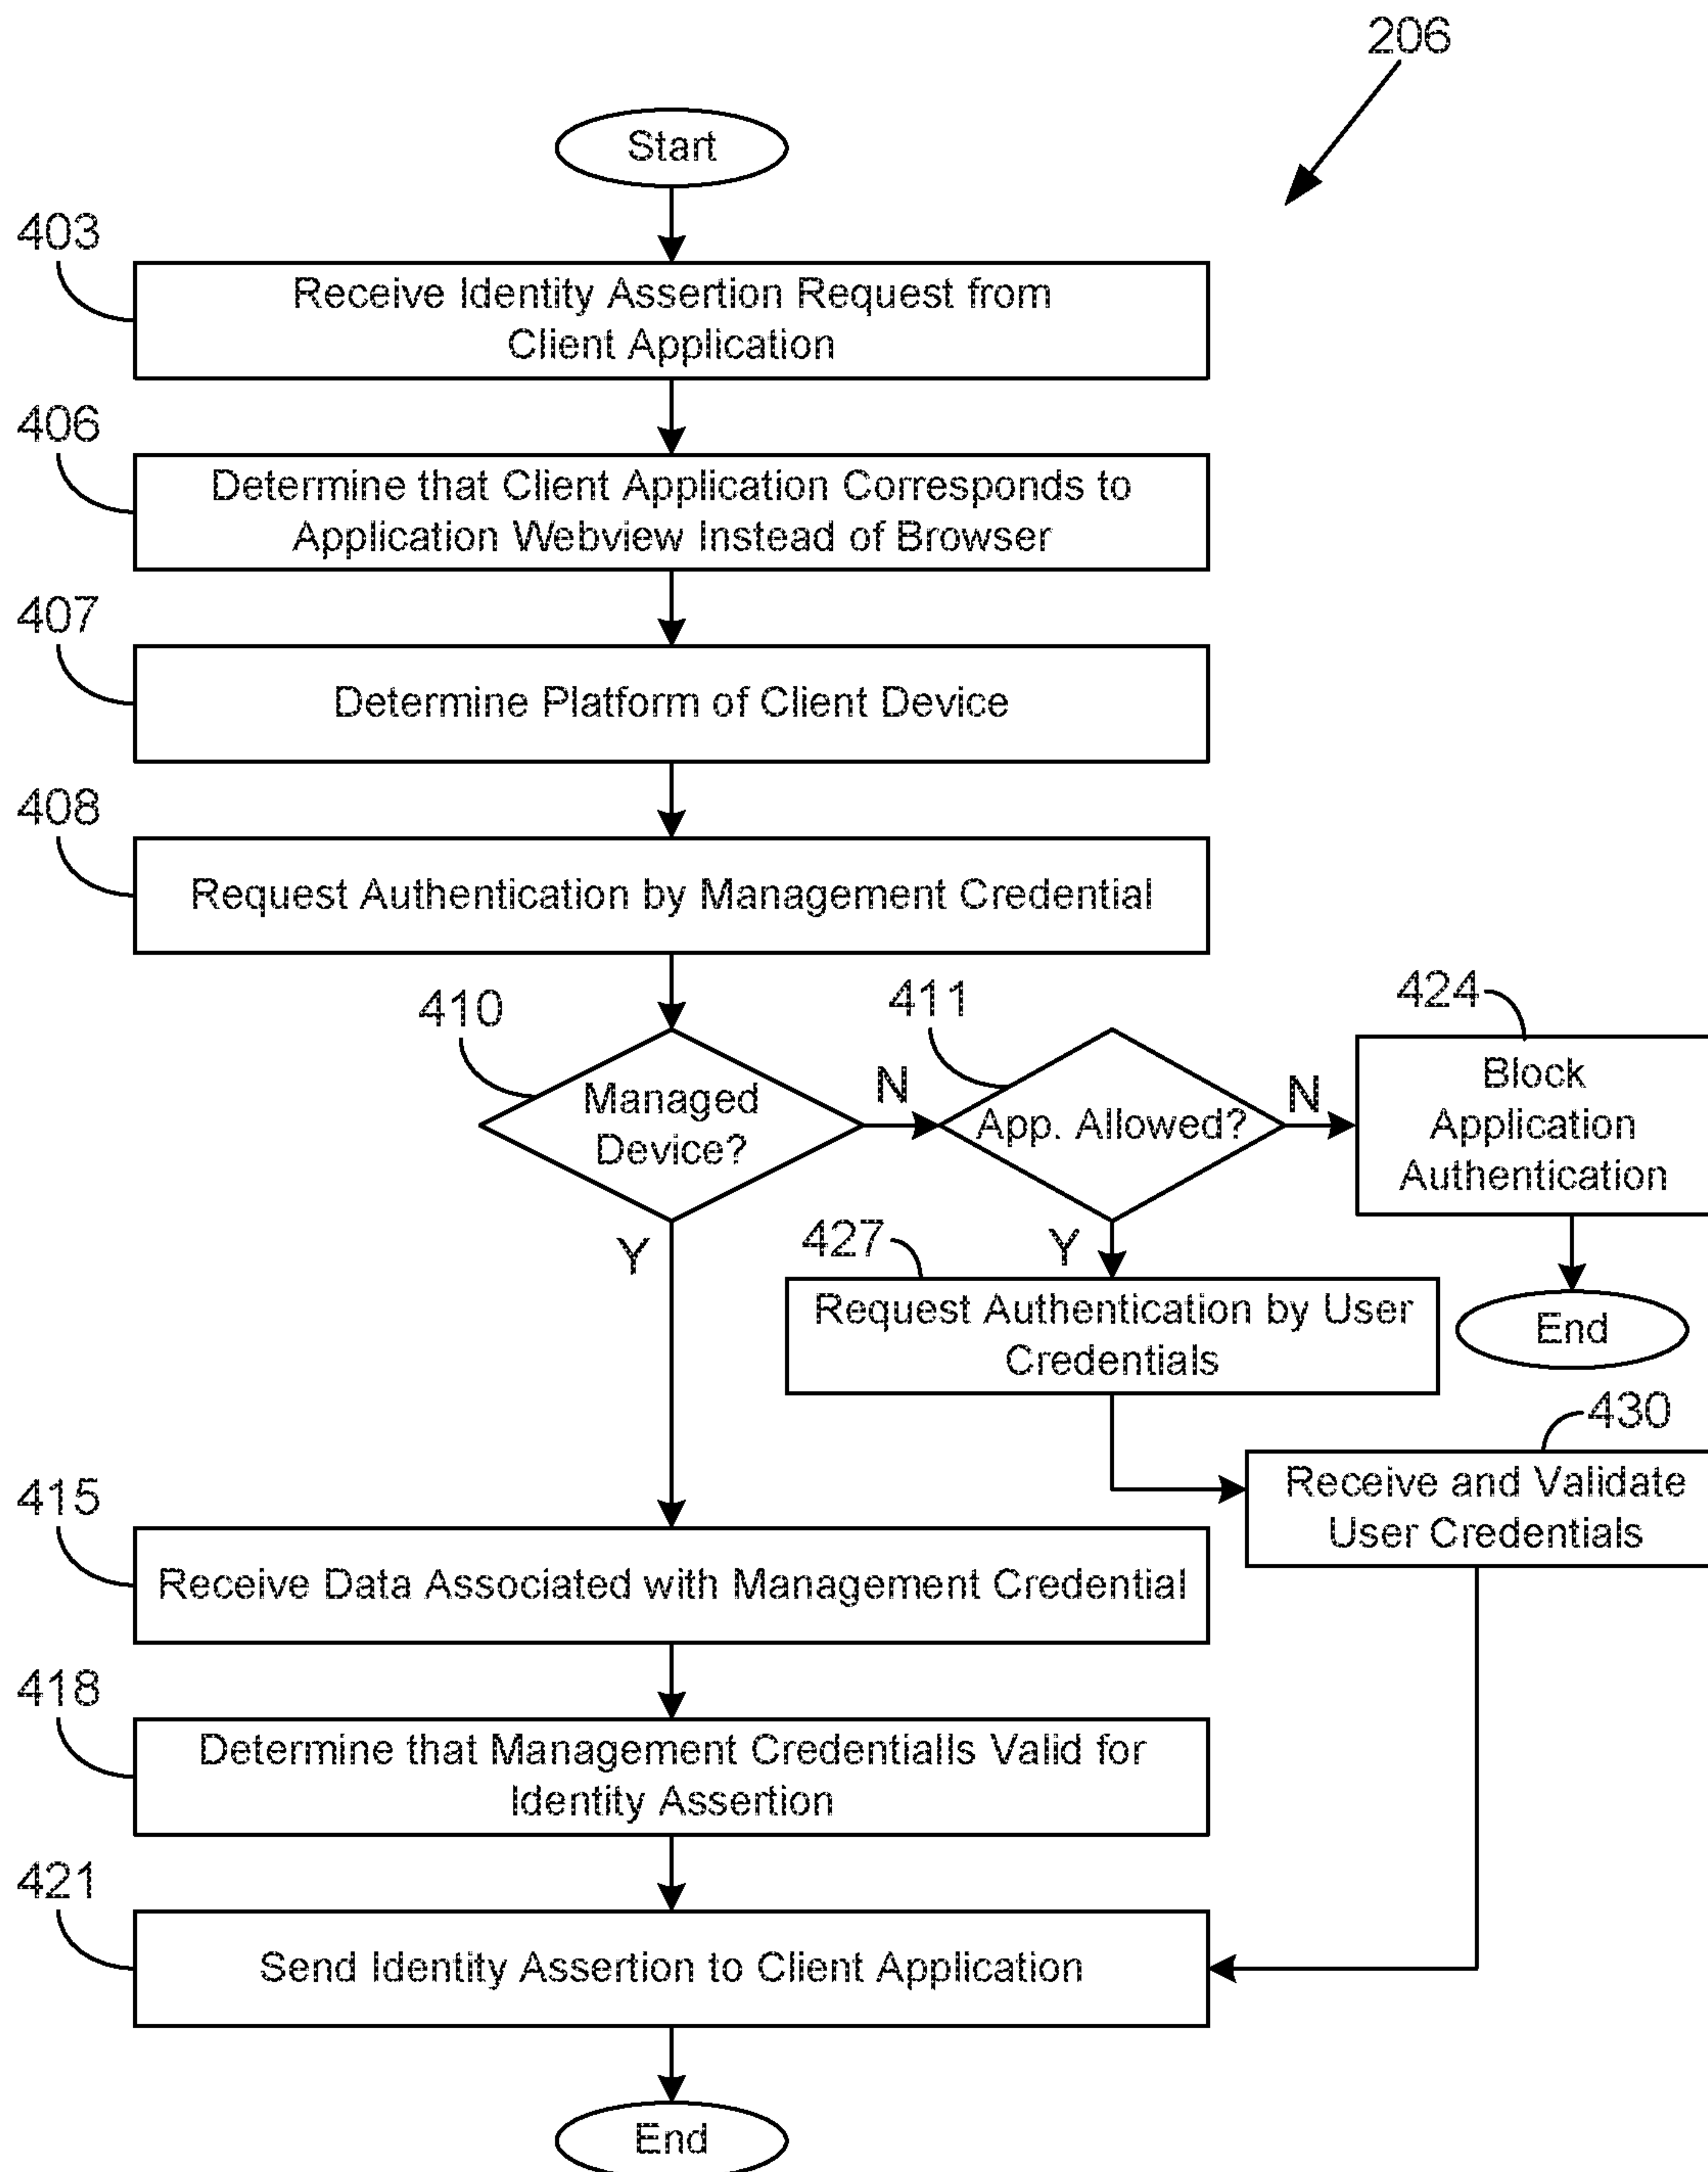 206
Start
403
Receive Identity Assertion Request from
Client Application
406
Determine that Client Application Corresponds to
Application Webview Instead of Browser
407
Determine Platform of Client Device
408
Request Authentication by Management Credential
410
Managed
Device?
N
411
App. Allowed?
N
424
Block
Application
Authentication
End
Y
Y
427
Request Authentication by User
Credentials
430
Receive and Validate
User Credentials
415
Receive Data Associated with Management Credential
418
Determine that Management CredentialIs Valid for
Identity Assertion
421
Send Identity Assertion to Client Application
End